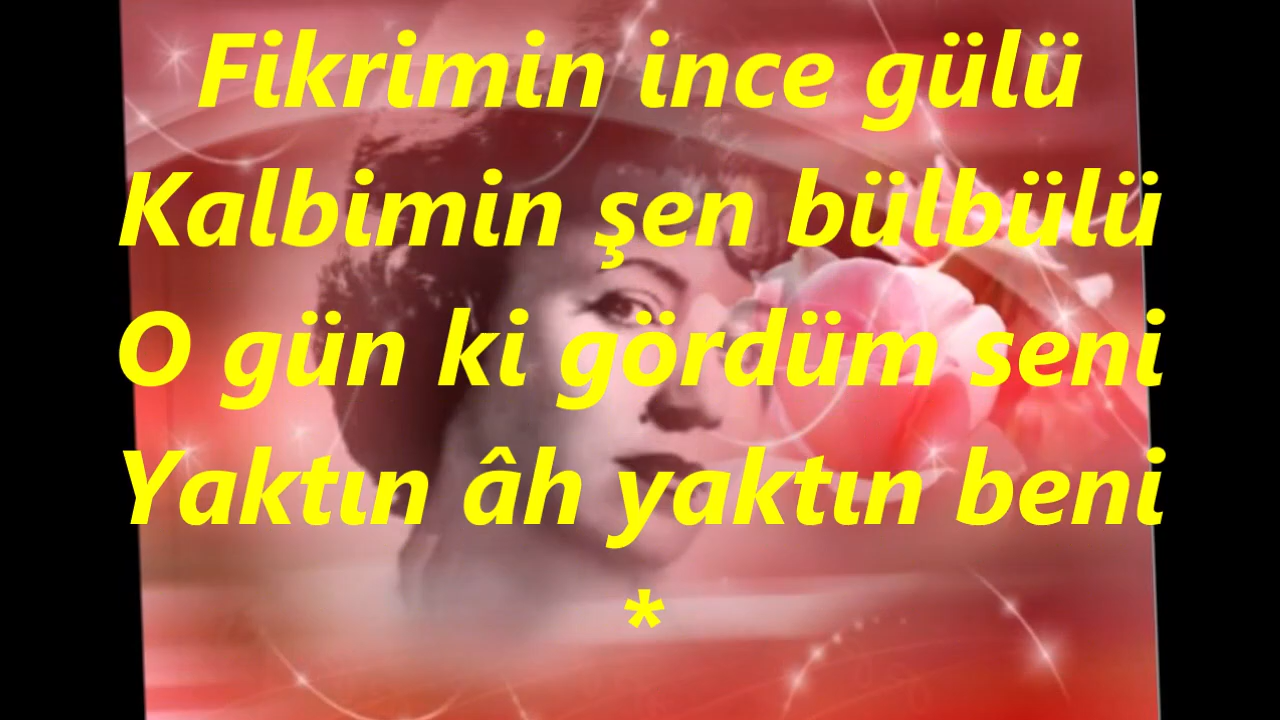 Fikrimin ince gülü
Kalbimin şen bülbülü
O gün ki gördüm seni
Yaktın âh yaktın beni
*